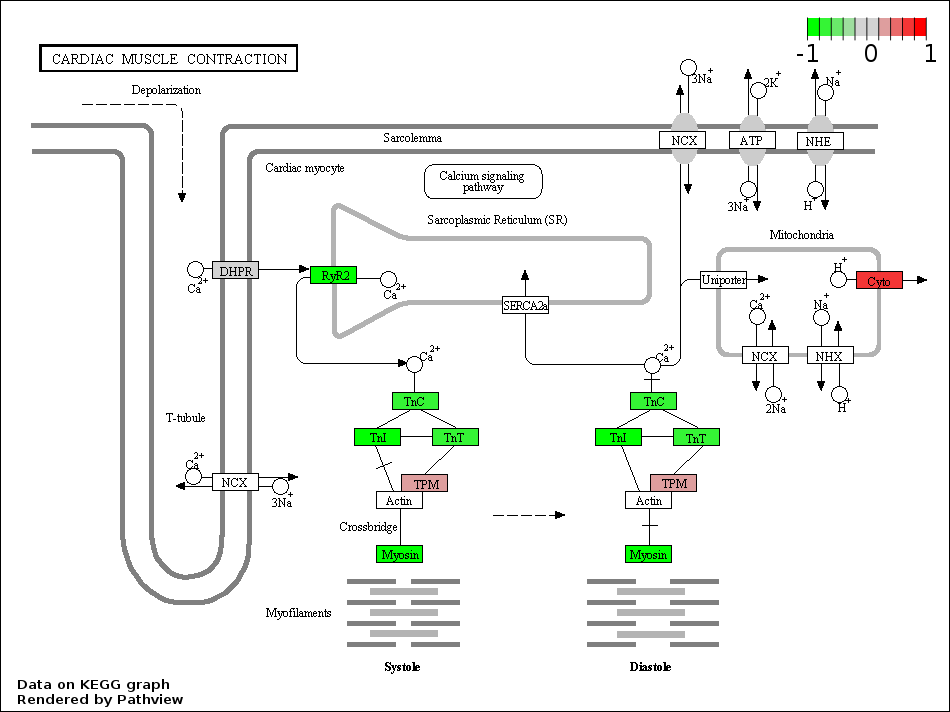 CARDIAC MUSCLE CONTRACTION
-1 0 1
Depolarization
3Na+
2K+
Na+
Sarcolemma
NCX
ATP
NHE
Cardiac myocyte
Calcium signaling
pathway
3Na+
H+
Sarcoplasmic Reticulum (SR)
Mitochondria
DHPR
Ca2+
RyR2
Ca2+
SERCA2a
Uniporter
H+
Cyto
Ca2+
Na+
NCX
NHX
2Na+
H+
Ca2+
Ca2+
TnC
TnI
TnT
TPM
Actin
TnC
TnI
TnT
TPM
Actin
T-tubule
Ca2+
NCX
3Na+
Crossbridge
Myosin
Myosin
Myofilaments
Systole
Diastole
Data on KEGG graph
Rendered by Pathview